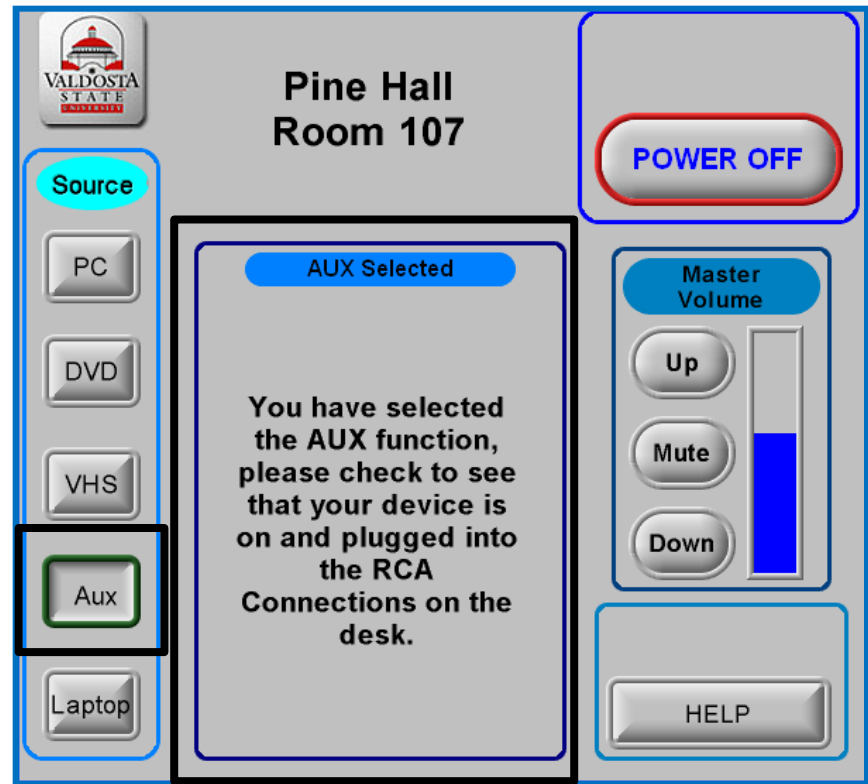 VALDOSTA
STATE
UNIVERSITY
Pine Hall
Room 107
POWER OFF
Source
PC
DVD
VHS
Aux
Laptop
AUX Selected
You have selected
the AUX function,
please check to see
that your device is
on and plugged into
the RCA
Connections on the
desk.
Master
Volume
Up
Mute
Down
HELP